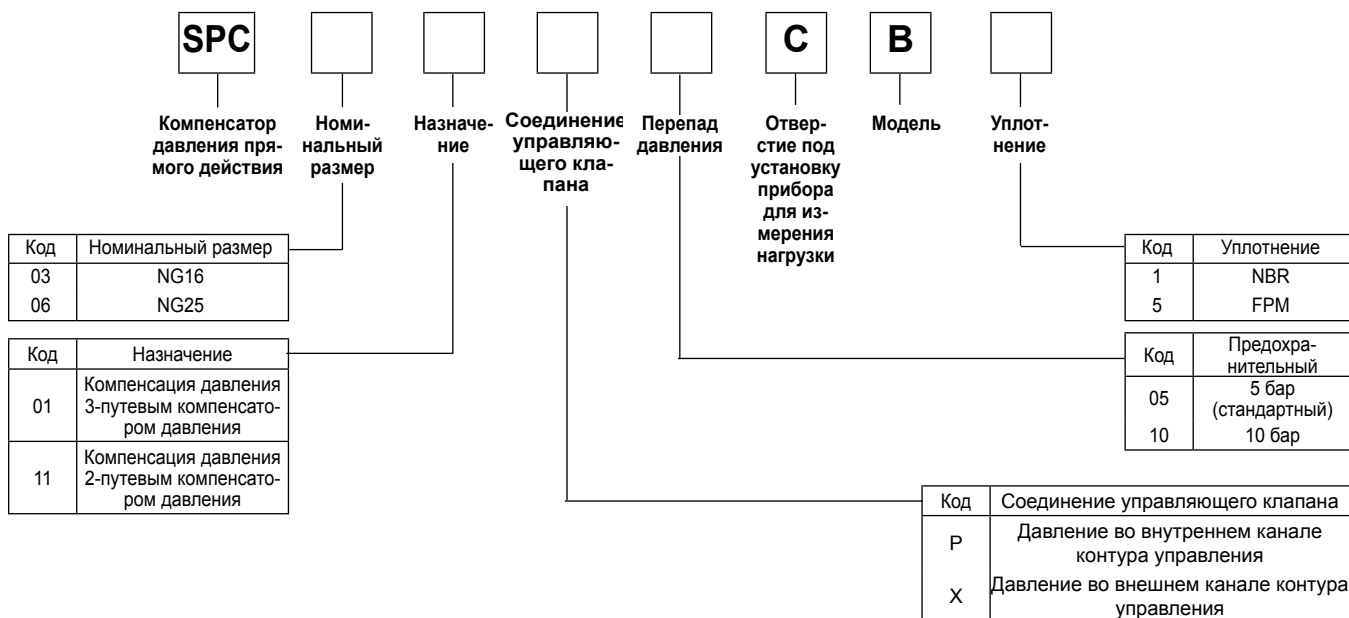 SPC C B
Компенсатор
давления пря-
мого действия
Номи-
нальный
размер
Назначе-
ние
Соединение
управляю-
щего кла-
пана
Перепад
давления
Отвер-
стие под
установку
прибора
для из-
мерения
нагрузки
Модель
Уплот-
нение
Код Номинальный размер
03 NG16
06 NG25
Код Назначение
01 Компенсация давления
3-путевым компенсато-
ром давления
11 Компенсация давления
2-путевым компенсато-
ром давления
Код Уплотнение
1 NBR
5 FPM
Код Предохра-
нительный
05 5 бар
(стандартный)
10 10 бар
Код Соединение управляющего клапана
P Давление во внутреннем канале
контура управления
X Давление во внешнем канале контура
управления